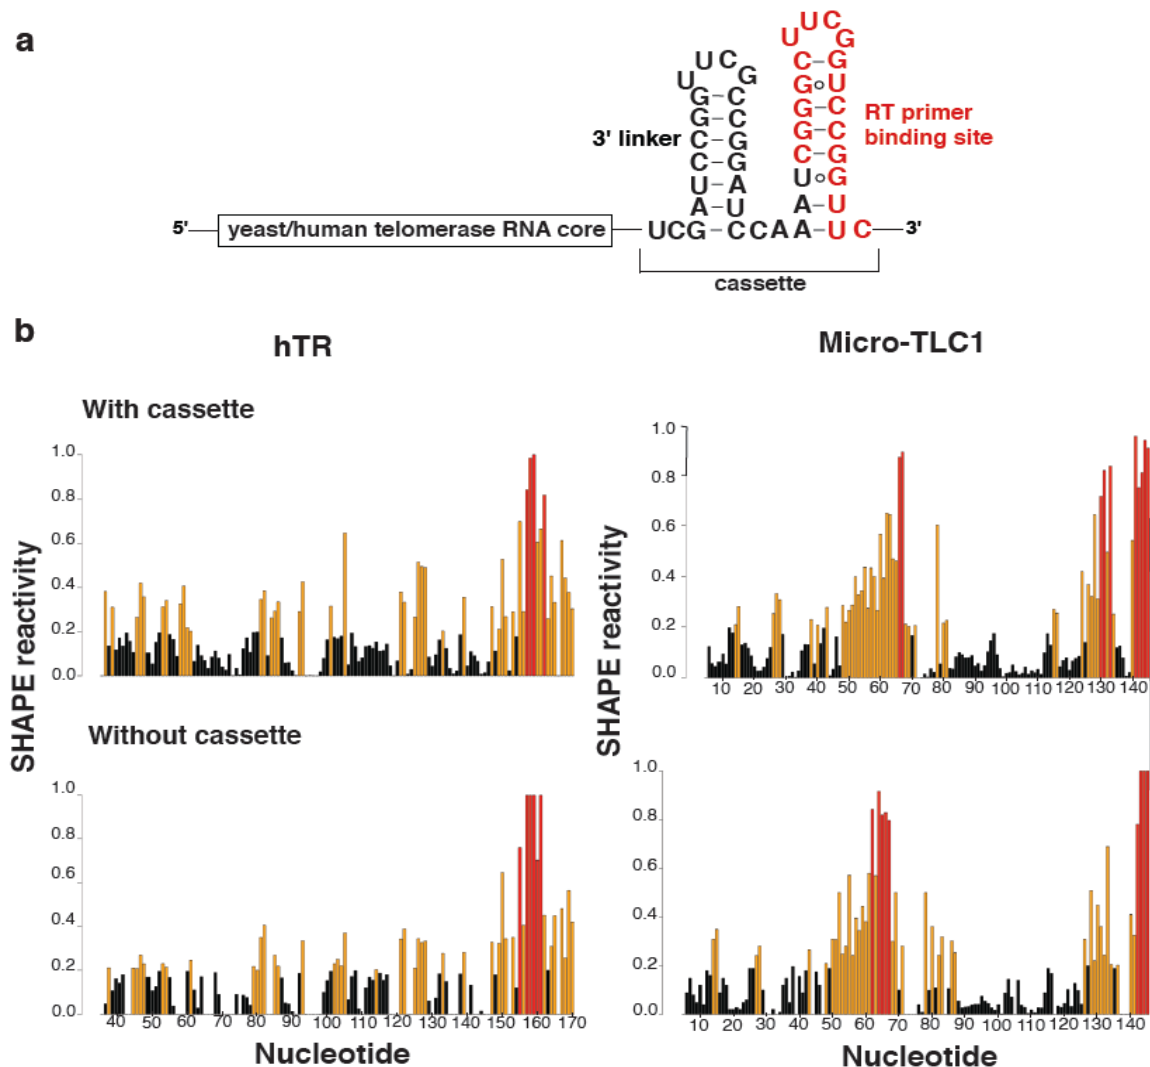 a
U C
U G
C – G
U C
G ∘ U
U G
G – C
G – C
RT primer
binding site
G – C
G – C
3' linker
C – G
C – G
C – G
U ∘ G
U – A
A – U
A – U
5' yeast/human telomerase RNA core UCG – CCAA – UC 3'
cassette
b
hTR
Micro-TLC1
With cassette
SHAPE reactivity
1.0
0.8
0.6
0.4
0.2
0.0
SHAPE reactivity
1.0
0.8
0.6
0.4
0.2
0.0
10 20 30 40 50 60 70 80 90 100 110 120 130 140
Without cassette
1.0
0.8
0.6
0.4
0.2
0.0
40 50 60 70 80 90 100 110 120 130 140 150 160 170
Nucleotide
1.0
0.8
0.6
0.4
0.2
0.0
10 20 30 40 50 60 70 80 90 100 110 120 130 140
Nucleotide